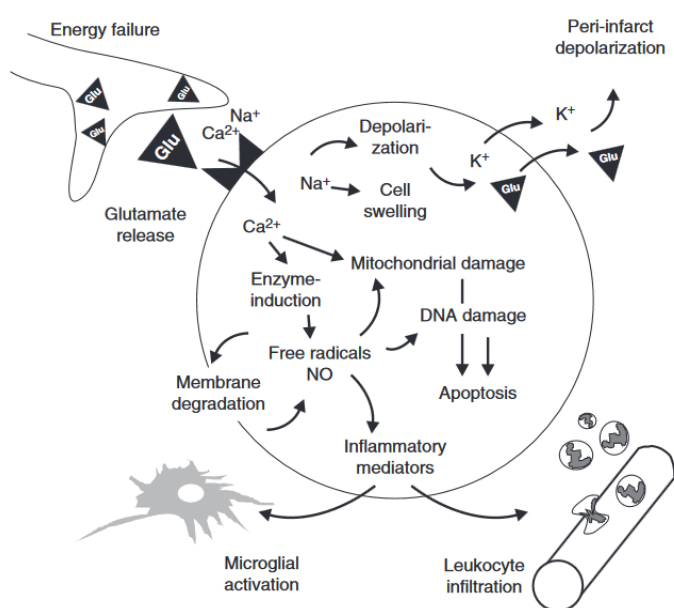 Energy failure
Peri-infarct
depolarization
Glu
Glu
Glu
Na⁺
Ca²⁺
Glu
Depolari-
zation
K⁺
K⁺
Glu
Glu
Na⁺
Cell
swelling
Glutamate
release
Ca²⁺
Mitochondrial damage
Enzyme-
induction
DNA damage
Free radicals
NO
Membrane
degradation
Apoptosis
Inflammatory
mediators
Microglial
activation
Leukocyte
infiltration